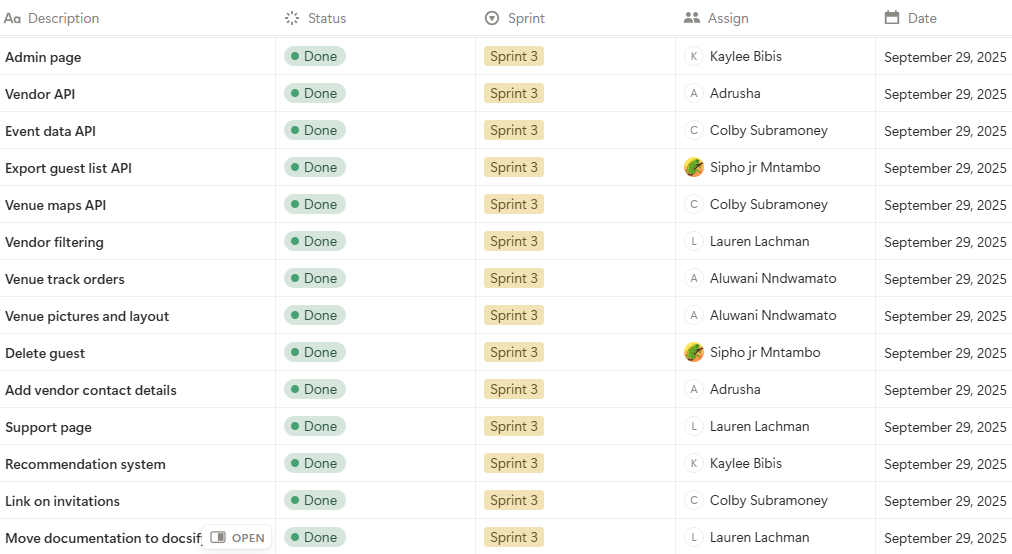 Aa Description Status Sprint Assign Date
Admin page Done Sprint 3 K Kaylee Bibis September 29, 2025
Vendor API Done Sprint 3 A Adrusha September 29, 2025
Event data API Done Sprint 3 C Colby Subramoney September 29, 2025
Export guest list API Done Sprint 3 Sipho jr Mntambo September 29, 2025
Venue maps API Done Sprint 3 C Colby Subramoney September 29, 2025
Vendor filtering Done Sprint 3 L Lauren Lachman September 29, 2025
Venue track orders Done Sprint 3 A Aluwani Nndwamato September 29, 2025
Venue pictures and layout Done Sprint 3 A Aluwani Nndwamato September 29, 2025
Delete guest Done Sprint 3 Sipho jr Mntambo September 29, 2025
Add vendor contact details Done Sprint 3 A Adrusha September 29, 2025
Support page Done Sprint 3 L Lauren Lachman September 29, 2025
Recommendation system Done Sprint 3 K Kaylee Bibis September 29, 2025
Link on invitations Done Sprint 3 C Colby Subramoney September 29, 2025
Move documentation to docsify OPEN Done Sprint 3 L Lauren Lachman September 29, 2025